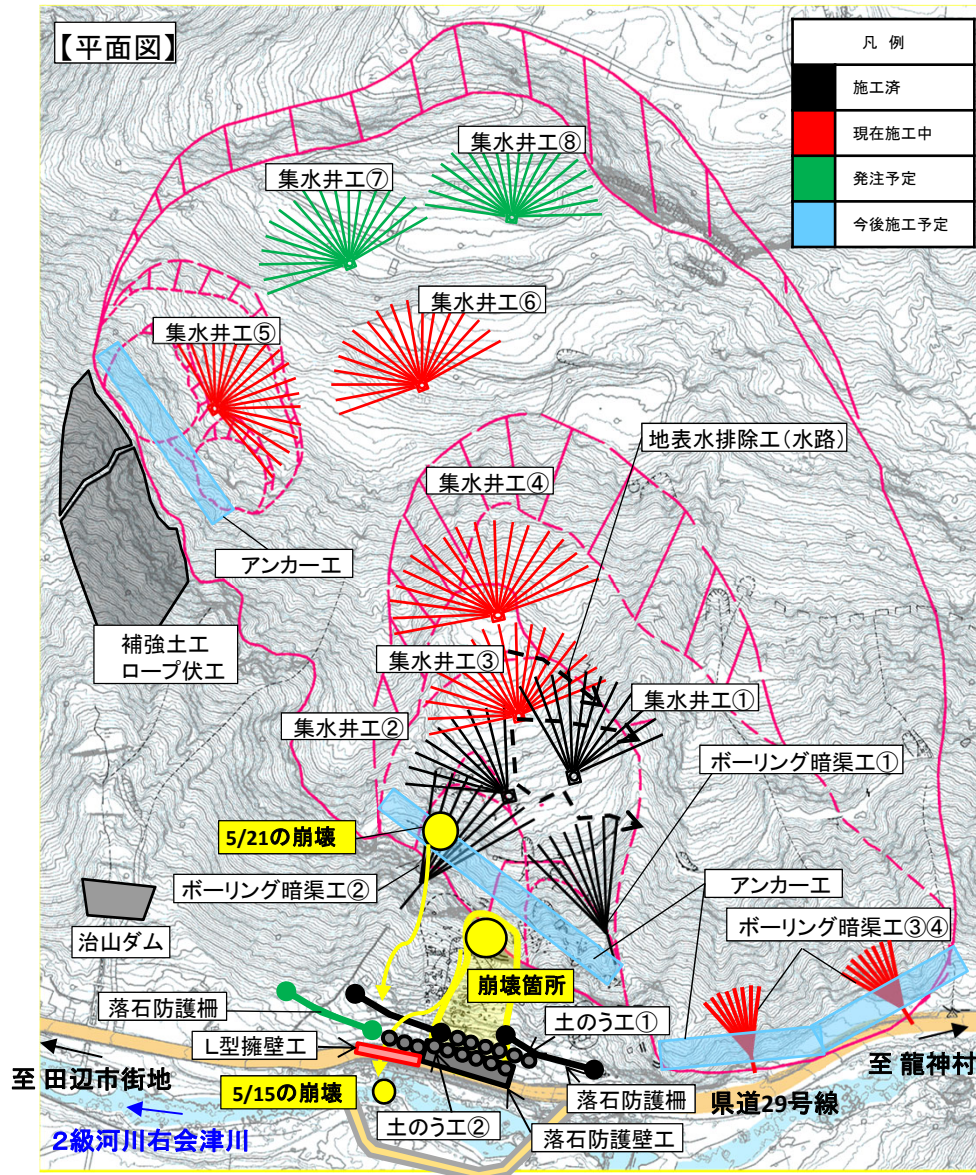 【平面図】
凡 例
施工済
現在施工中
発注予定
今後施工予定
集水井工⑧
集水井工⑦
集水井工⑥
集水井工⑤
地表水排除工(水路)
集水井工④
アンカー工
補強土工
ロープ伏工
集水井工③
集水井工①
集水井工②
ボーリング暗渠工①
5/21の崩壊
ボーリング暗渠工②
アンカー工
ボーリング暗渠工③④
治山ダム
崩壊箇所
落石防護柵
土のう工①
L型擁壁工
至 龍神村
至 田辺市街地
5/15の崩壊
落石防護柵
県道29号線
土のう工②
落石防護壁工
2級河川右会津川